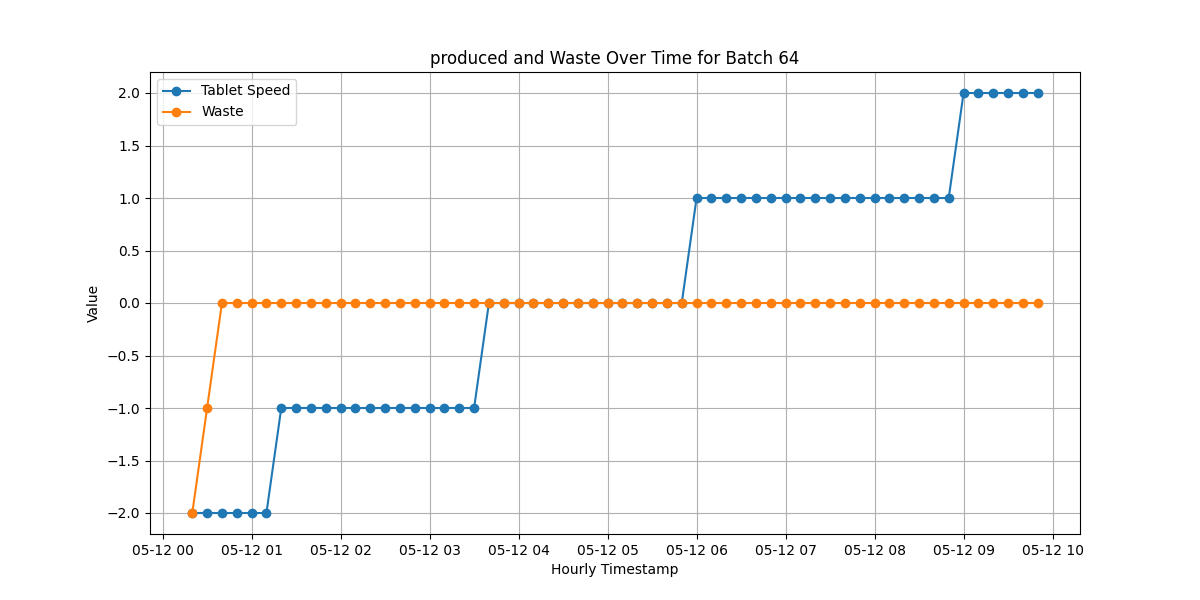 produced and Waste Over Time for Batch 64
Tablet Speed
Waste
2.0
1.5
1.0
0.5
0.0
−0.5
−1.0
−1.5
−2.0
Value
05-12 00 05-12 01 05-12 02 05-12 03 05-12 04 05-12 05 05-12 06 05-12 07 05-12 08 05-12 09 05-12 10
Hourly Timestamp